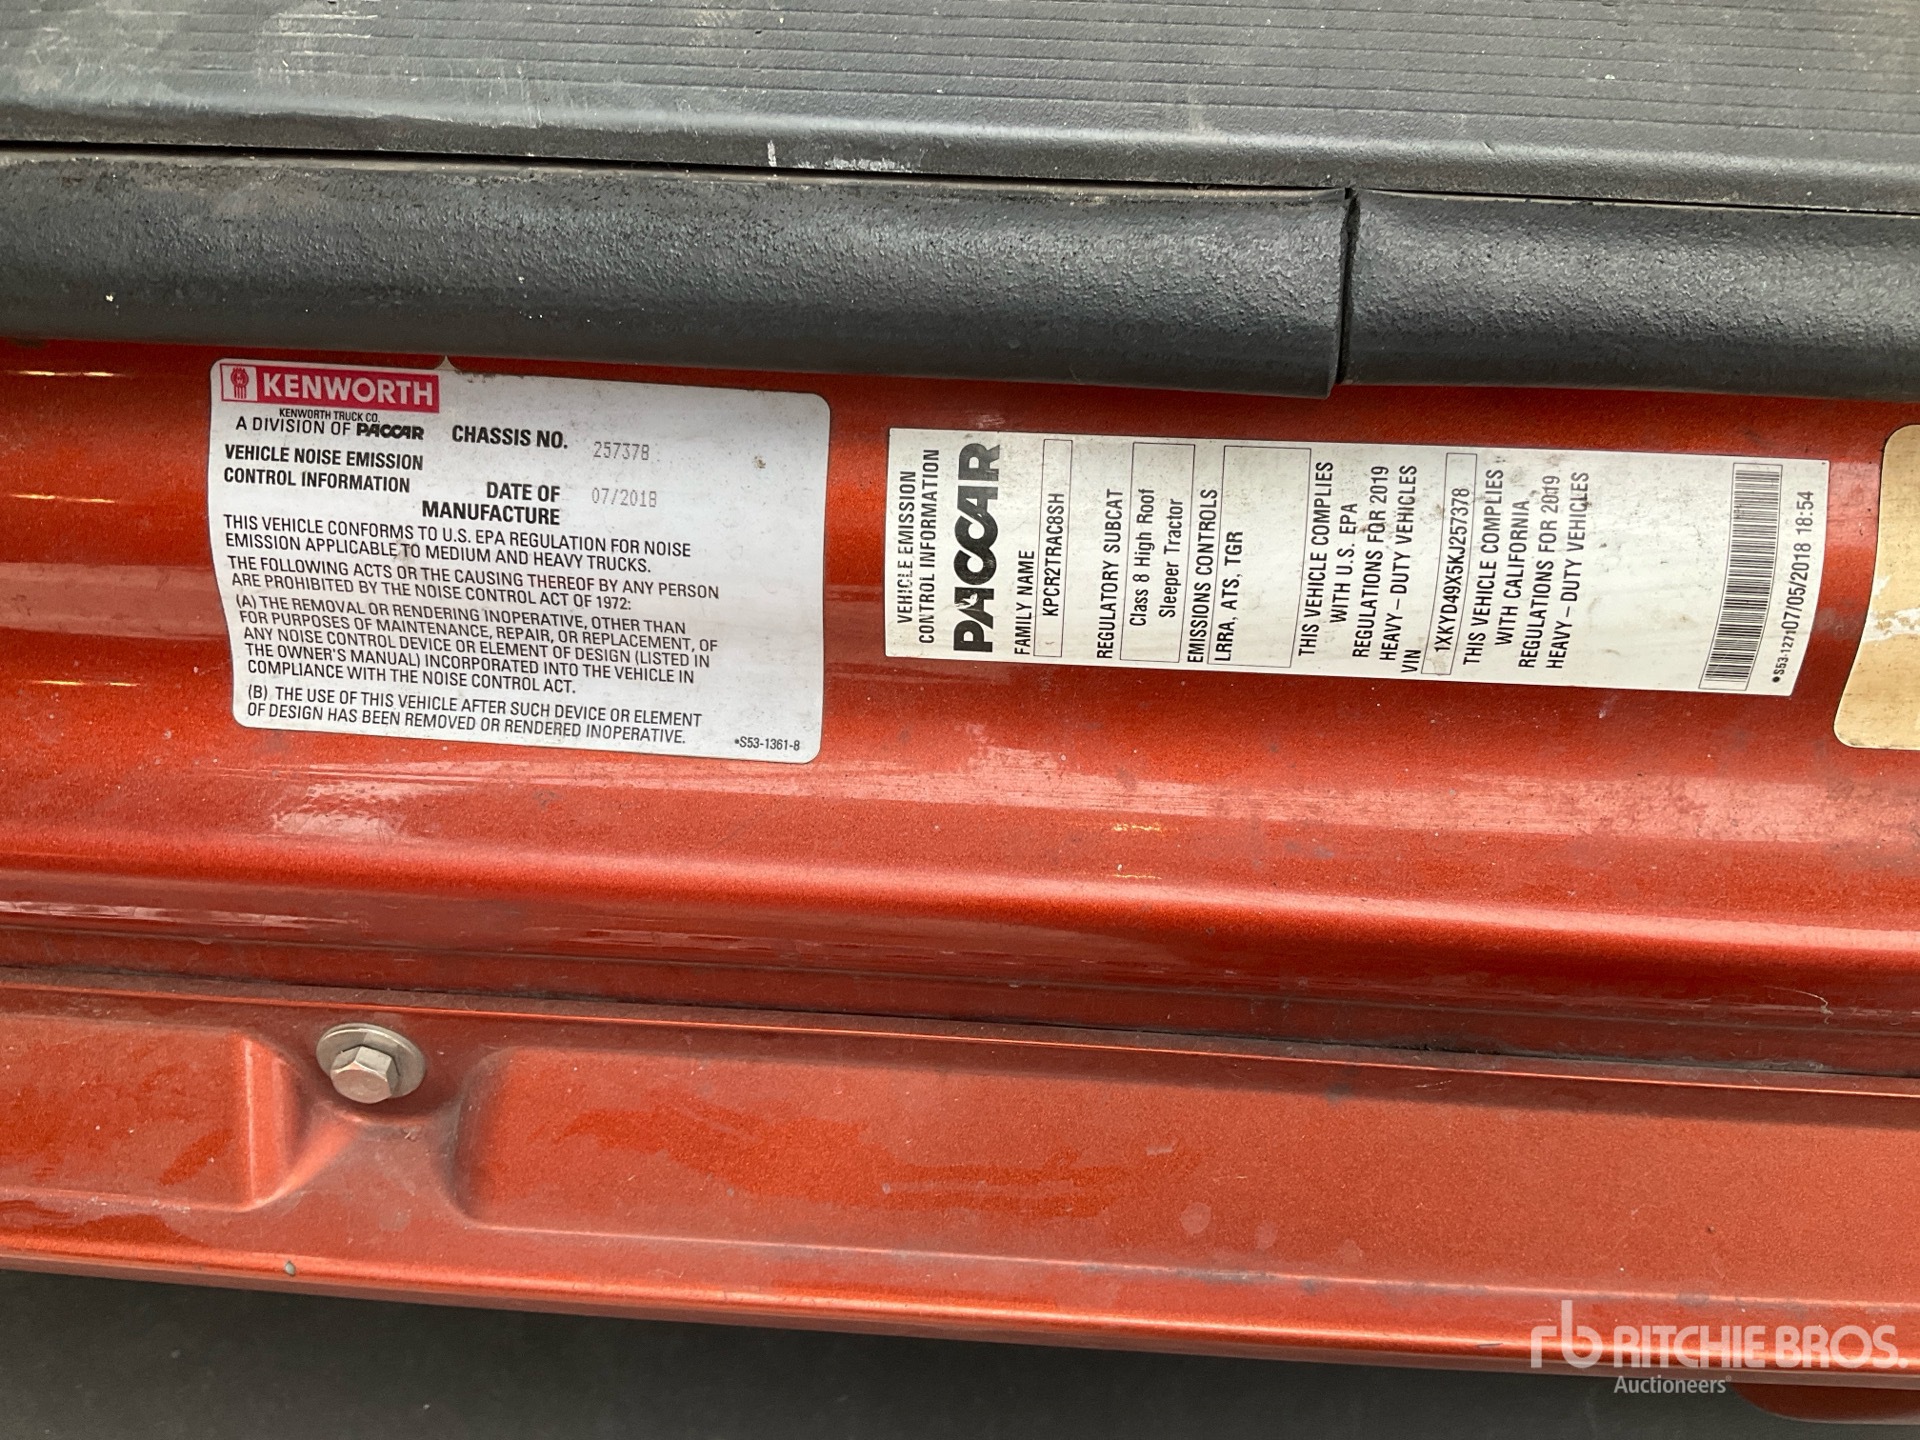 KENWORTH
KENWORTH TRUCK CO.
A DIVISION OF PACCAR
VEHICLE NOISE EMISSION
CONTROL INFORMATION
CHASSIS NO. 257378
DATE OF
MANUFACTURE 07/2018
THIS VEHICLE CONFORMS TO U.S. EPA REGULATION FOR NOISE
EMISSION APPLICABLE TO MEDIUM AND HEAVY TRUCKS.
THE FOLLOWING ACTS OR THE CAUSING THEREOF BY ANY PERSON
ARE PROHIBITED BY THE NOISE CONTROL ACT OF 1972:
(A) THE REMOVAL OR RENDERING INOPERATIVE, OTHER THAN
FOR PURPOSES OF MAINTENANCE, REPAIR, OR REPLACEMENT, OF
ANY NOISE CONTROL DEVICE OR ELEMENT OF DESIGN (LISTED IN
THE OWNER'S MANUAL) INCORPORATED INTO THE VEHICLE IN
COMPLIANCE WITH THE NOISE CONTROL ACT.
(B) THE USE OF THIS VEHICLE AFTER SUCH DEVICE OR ELEMENT
OF DESIGN HAS BEEN REMOVED OR RENDERED INOPERATIVE.
*S53-1361-8
VEHICLE EMISSION
CONTROL INFORMATION
PACCAR
FAMILY NAME
KPCR2TRAC8SH
REGULATORY SUBCAT
Class 8 High Roof
Sleeper Tractor
EMISSIONS CONTROLS
LRRA, ATS, TGR
THIS VEHICLE COMPLIES
WITH U.S. EPA
REGULATIONS FOR 2019
HEAVY - DUTY VEHICLES
VIN
1XKYD49X5KJ257378
THIS VEHICLE COMPLIES
WITH CALIFORNIA
REGULATIONS FOR 2019
HEAVY - DUTY VEHICLES
*S53-127107/05/2018 18:54
rb RITCHIE BROS.
Auctioneers